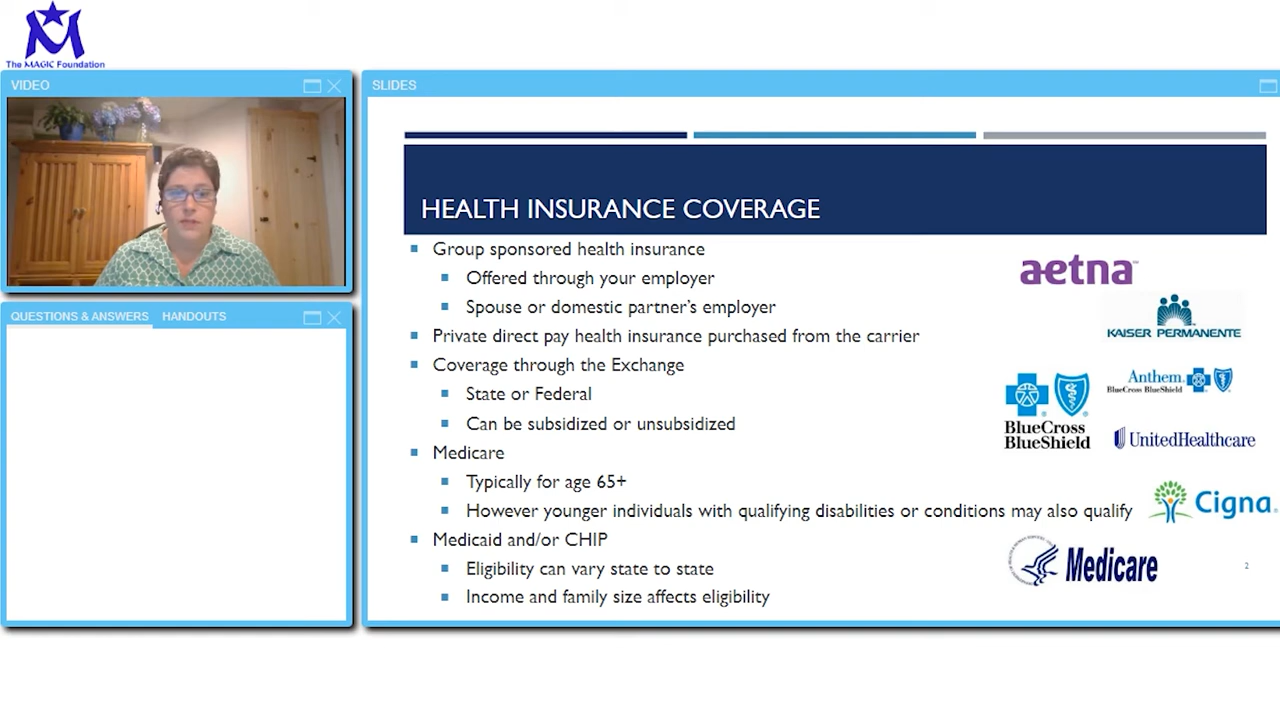 The MAGIC Foundation
VIDEO
QUESTIONS & ANSWERS HANDOUTS
SLIDES
HEALTH INSURANCE COVERAGE
Group sponsored health insurance
Offered through your employer
Spouse or domestic partner's employer
Private direct pay health insurance purchased from the carrier
Coverage through the Exchange
State or Federal
Can be subsidized or unsubsidized
Medicare
Typically for age 65+
However younger individuals with qualifying disabilities or conditions may also qualify
Medicaid and/or CHIP
Eligibility can vary state to state
Income and family size affects eligibility
aetna™
KAISER PERMANENTE
Anthem.
BlueCross BlueShield
BlueCross
BlueShield
UnitedHealthcare
Cigna.
Medicare
2